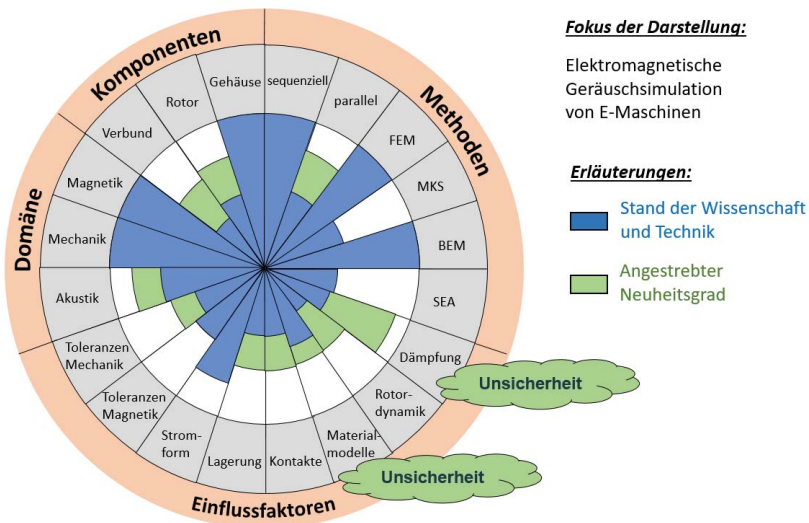 Komponenten
Methoden
Domäne
Einflussfaktoren
Gehäuse
sequenziell
parallel
FEM
MKS
BEM
SEA
Dämpfung
Rotor-
dynamik
Material-
modelle
Kontakte
Lagerung
Strom-
form
Toleranzen
Magnetik
Toleranzen
Mechanik
Akustik
Mechanik
Magnetik
Verbund
Rotor
Unsicherheit
Unsicherheit
Fokus der Darstellung:
Elektromagnetische
Geräuschsimulation
von E-Maschinen
Erläuterungen:
Stand der Wissenschaft
und Technik
Angestrebter
Neuheitsgrad